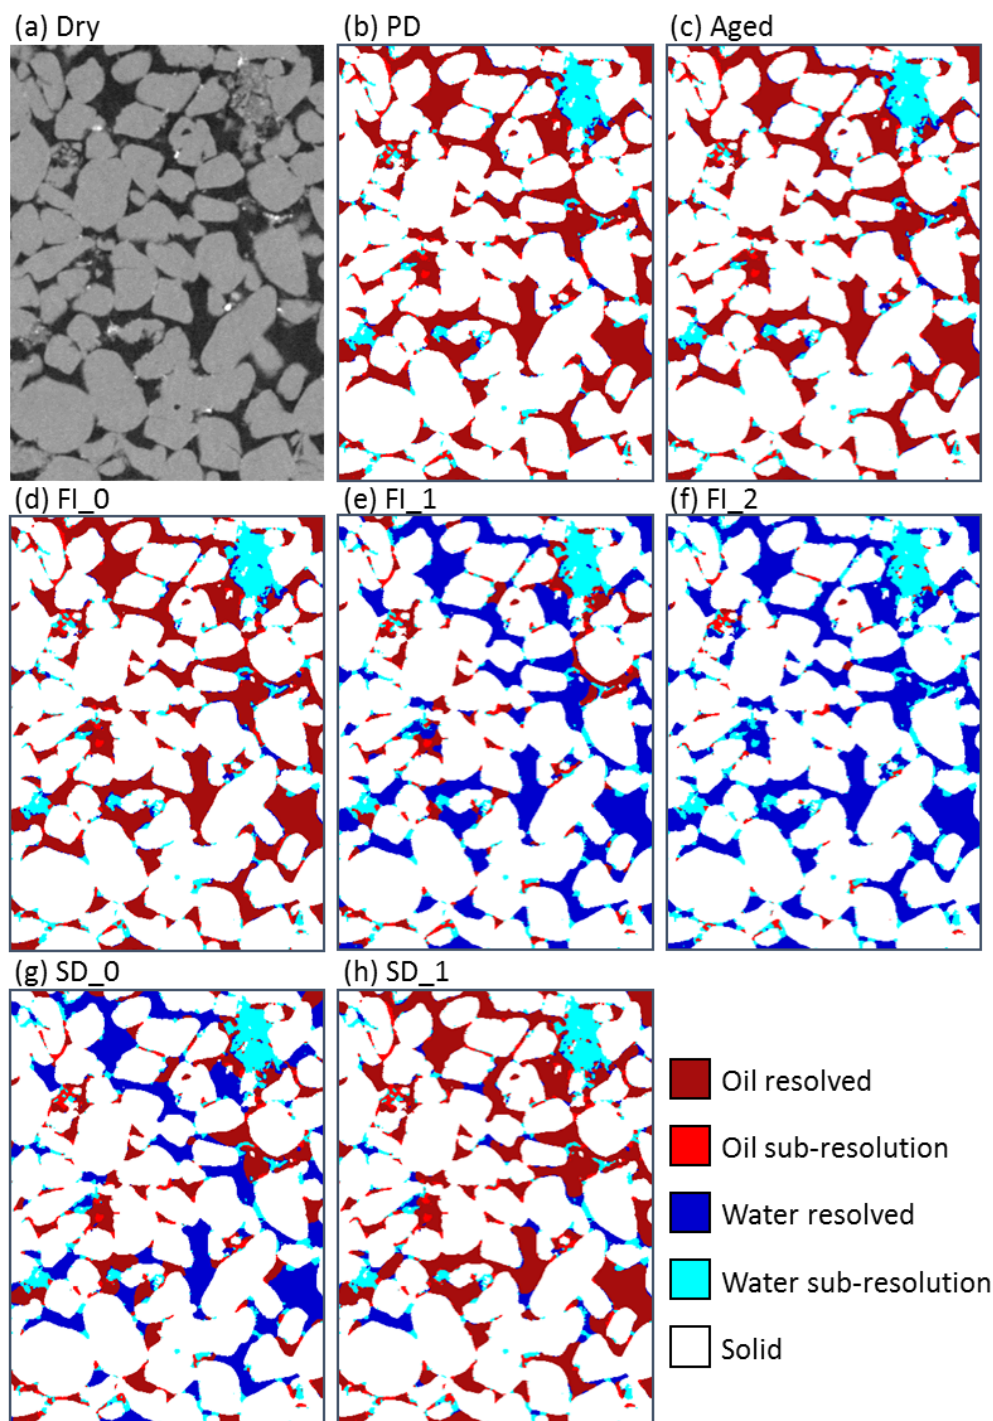 (a) Dry
(b) PD
(c) Aged
(d) FI_0
(e) FI_1
(f) FI_2
(g) SD_0
(h) SD_1
Oil resolved
Oil sub-resolution
Water resolved
Water sub-resolution
Solid